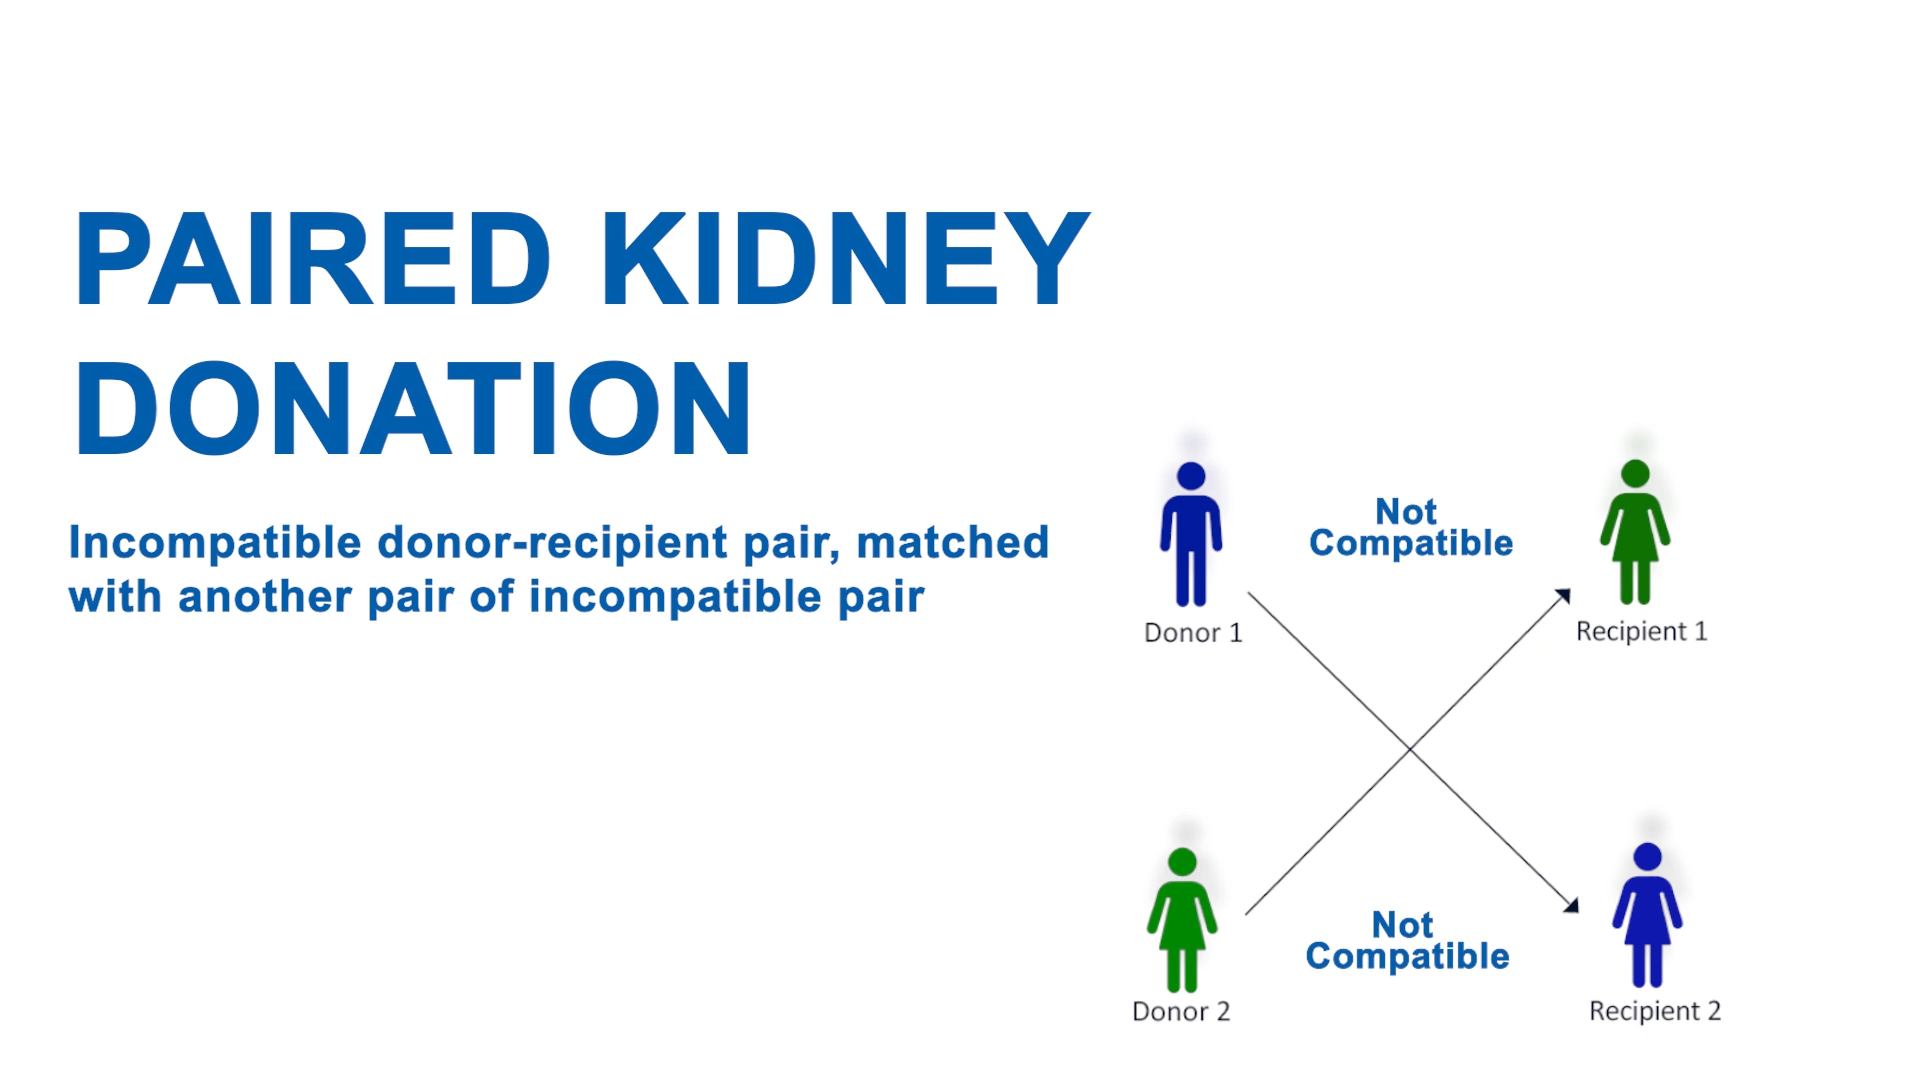 PAIRED KIDNEY
DONATION
Incompatible donor-recipient pair, matched
with another pair of incompatible pair
Not
Compatible
Donor 1
Recipient 1
Not
Compatible
Donor 2
Recipient 2